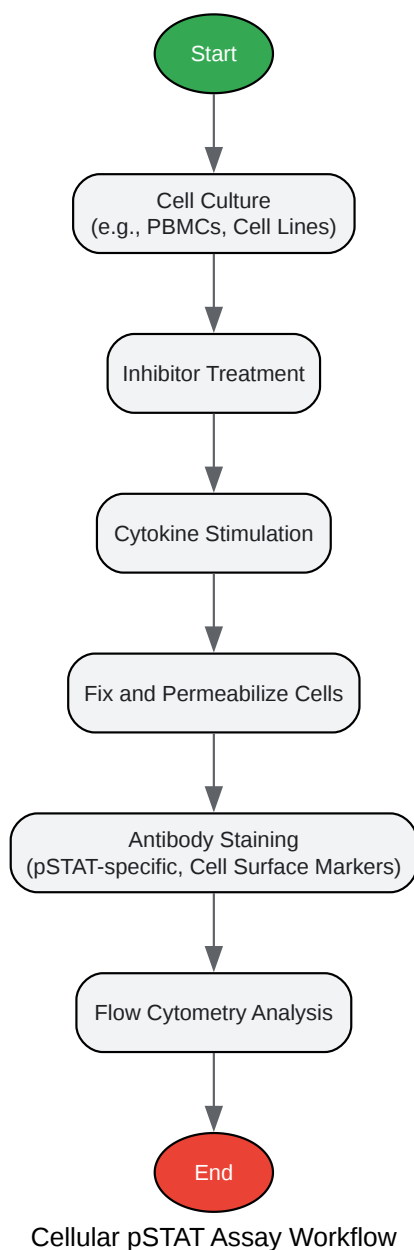 Start
Cell Culture
(e.g., PBMCs, Cell Lines)
Inhibitor Treatment
Cytokine Stimulation
Fix and Permeabilize Cells
Antibody Staining
(pSTAT-specific, Cell Surface Markers)
Flow Cytometry Analysis
End
Cellular pSTAT Assay Workflow